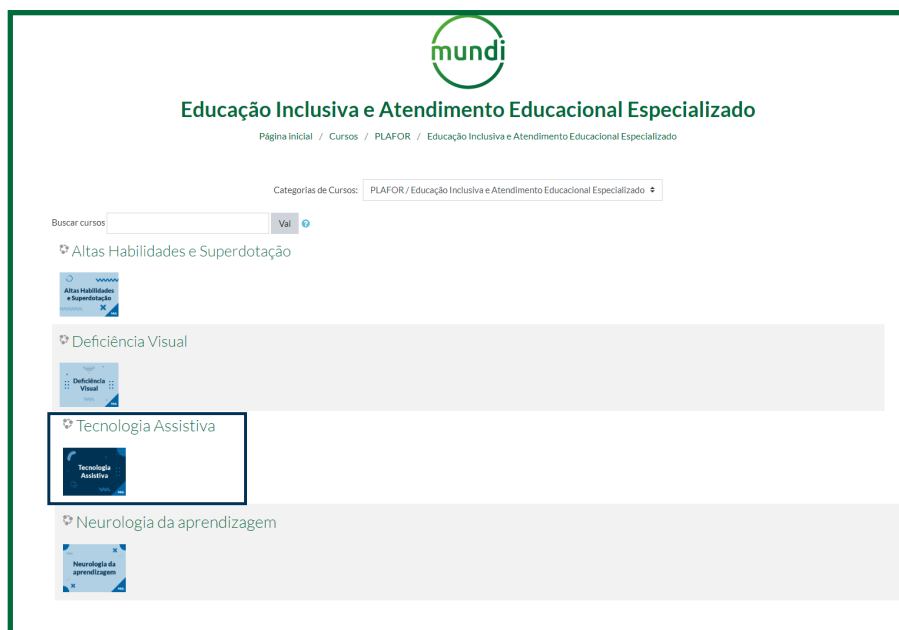 mundi
Educação Inclusiva e Atendimento Educacional Especializado
Página inicial / Cursos / PLAFOR / Educação Inclusiva e Atendimento Educacional Especializado
Categorias de Cursos: PLAFOR / Educação Inclusiva e Atendimento Educacional Especializado
Buscar cursos Vai
Altas Habilidades e Superdotação
Altas Habilidades
e Superdotação
Deficiência Visual
Deficiência
Visual
Tecnologia Assistiva
Tecnologia
Assistiva
Neurologia da aprendizagem
Neurologia da
aprendizagem